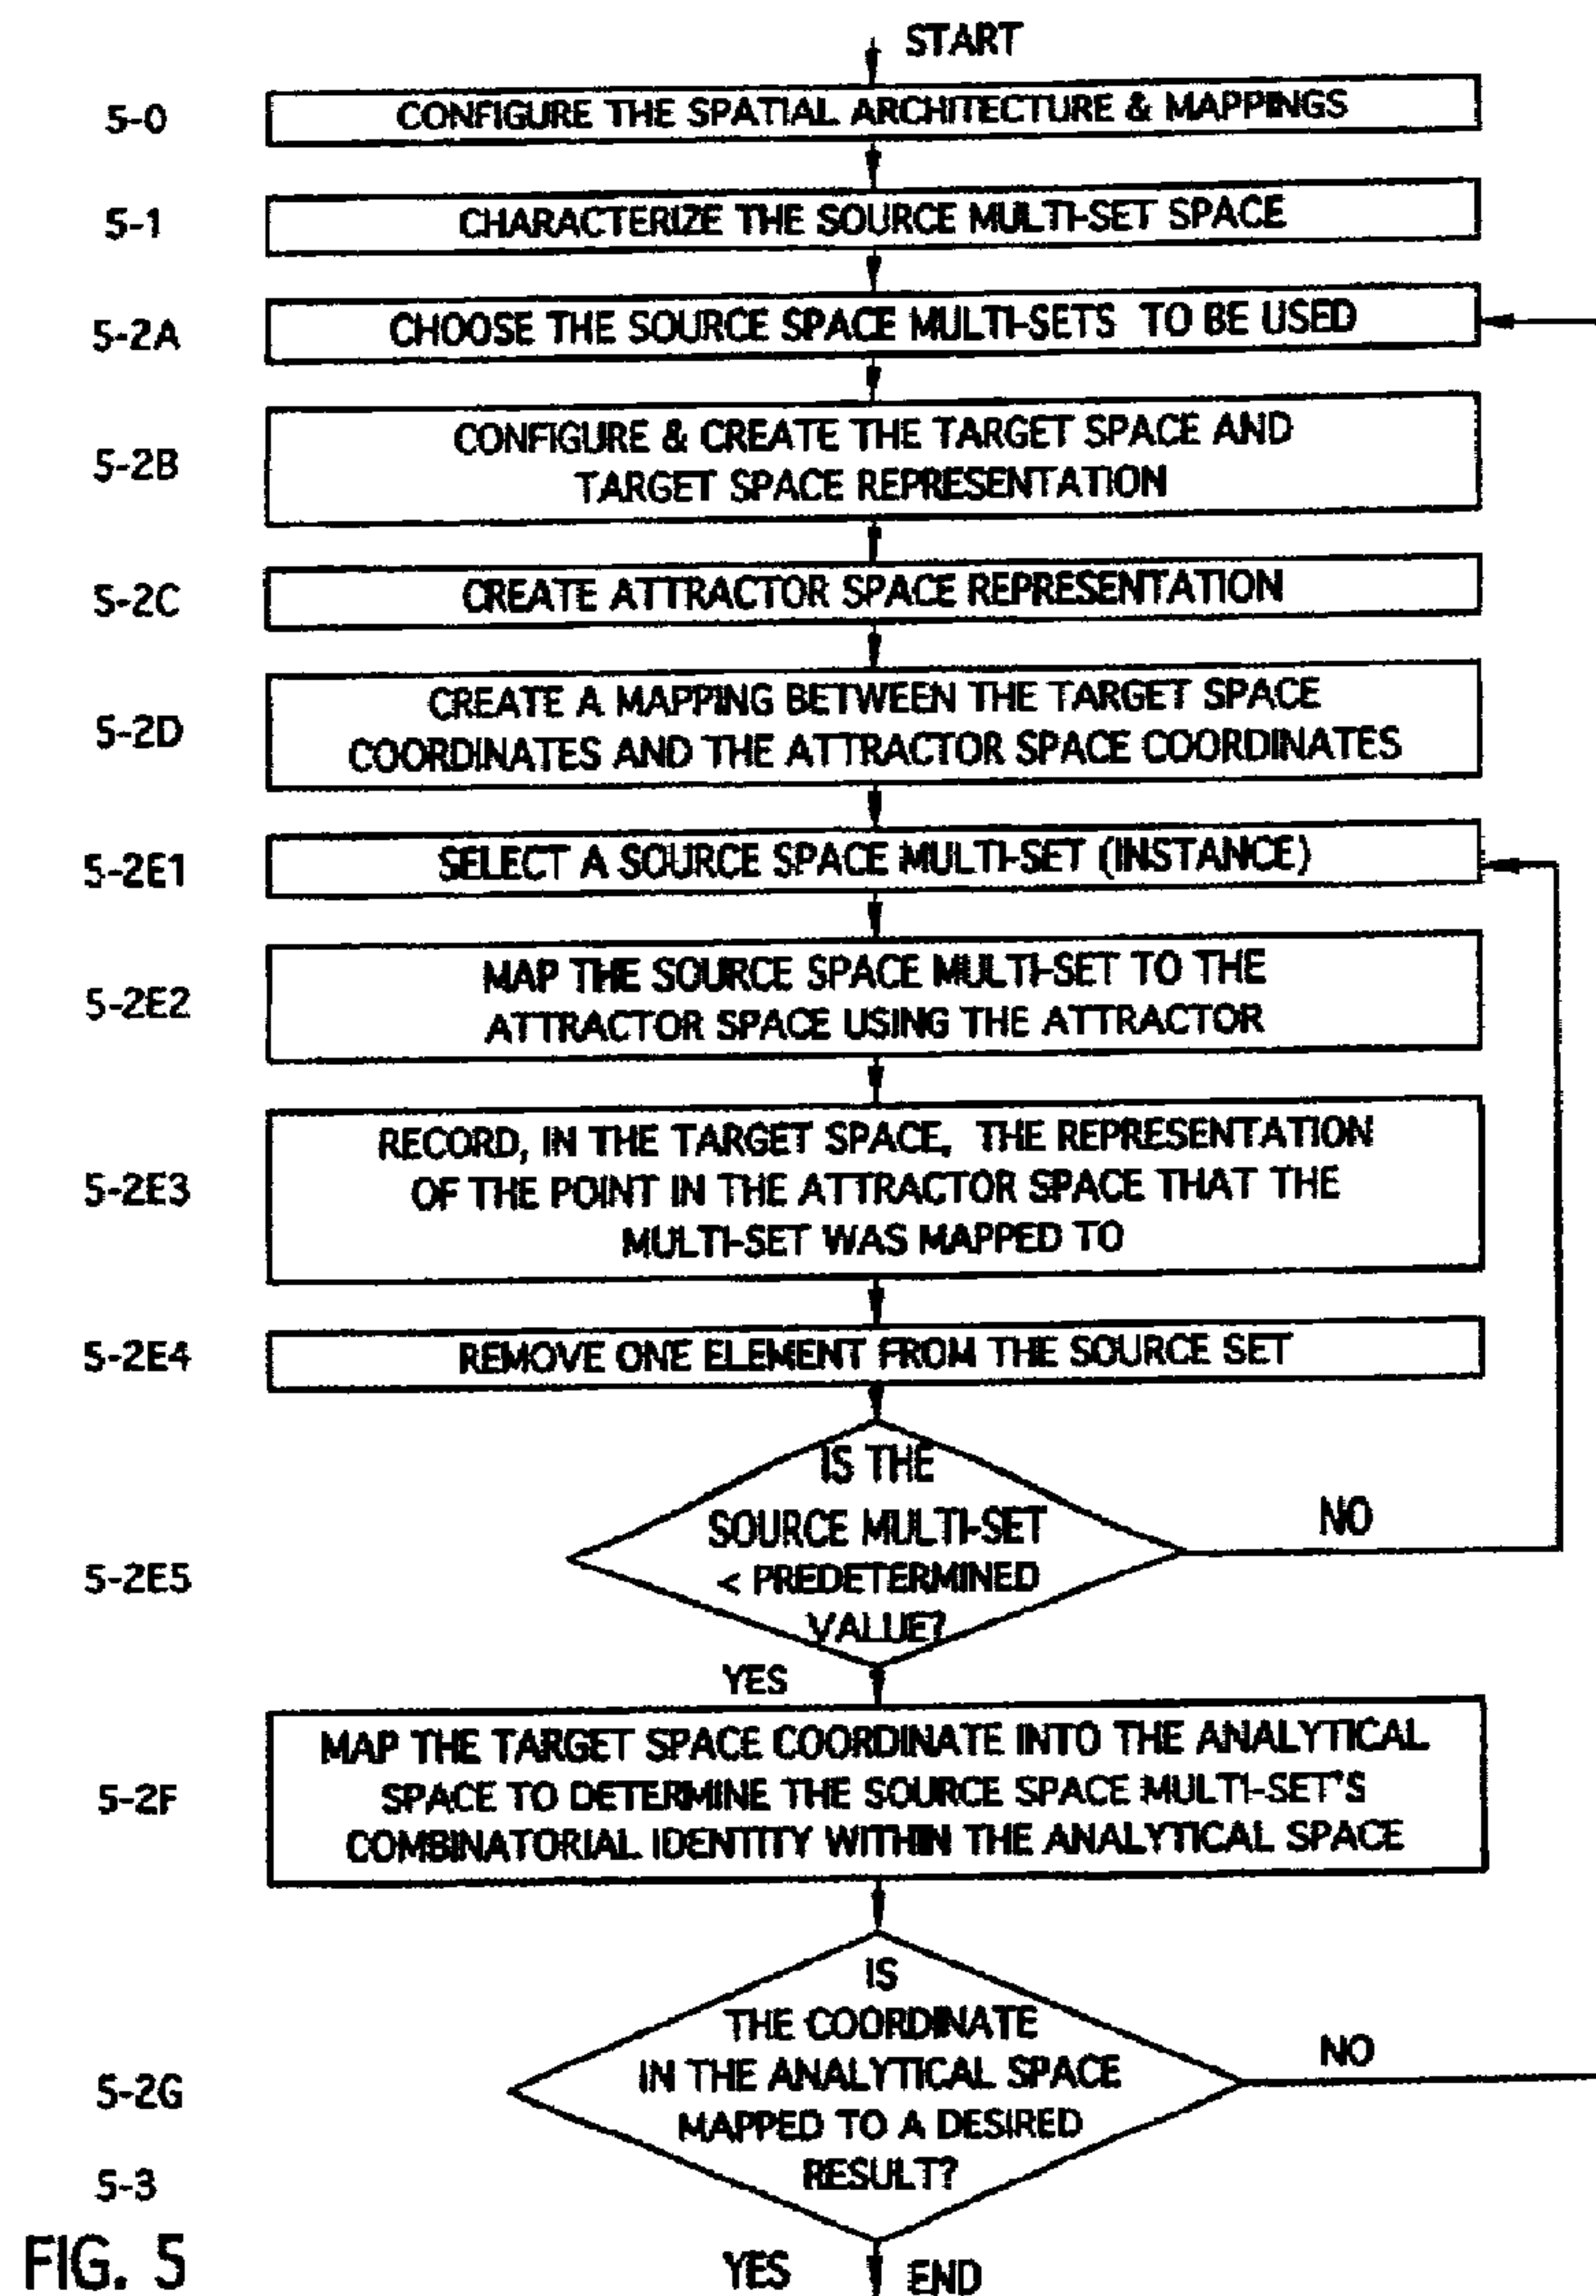 START
5-0
CONFIGURE THE SPATIAL ARCHITECTURE & MAPPINGS
5-1
CHARACTERIZE THE SOURCE MULTI-SET SPACE
5-2A
CHOOSE THE SOURCE SPACE MULTI-SETS TO BE USED
5-2B
CONFIGURE & CREATE THE TARGET SPACE AND
TARGET SPACE REPRESENTATION
5-2C
CREATE ATTRACTOR SPACE REPRESENTATION
5-2D
CREATE A MAPPING BETWEEN THE TARGET SPACE
COORDINATES AND THE ATTRACTOR SPACE COORDINATES
5-2E1
SELECT A SOURCE SPACE MULTI-SET (INSTANCE)
5-2E2
MAP THE SOURCE SPACE MULTI-SET TO THE
ATTRACTOR SPACE USING THE ATTRACTOR
5-2E3
RECORD, IN THE TARGET SPACE, THE REPRESENTATION
OF THE POINT IN THE ATTRACTOR SPACE THAT THE
MULTI-SET WAS MAPPED TO
5-2E4
REMOVE ONE ELEMENT FROM THE SOURCE SET
5-2E5
IS THE
SOURCE MULTI-SET
< PREDETERMINED
VALUE?
NO
YES
5-2F
MAP THE TARGET SPACE COORDINATE INTO THE ANALYTICAL
SPACE TO DETERMINE THE SOURCE SPACE MULTI-SET'S
COMBINATORIAL IDENTITY WITHIN THE ANALYTICAL SPACE
5-2G
IS
THE COORDINATE
IN THE ANALYTICAL SPACE
MAPPED TO A DESIRED
RESULT?
NO
5-3
YES
END
FIG. 5